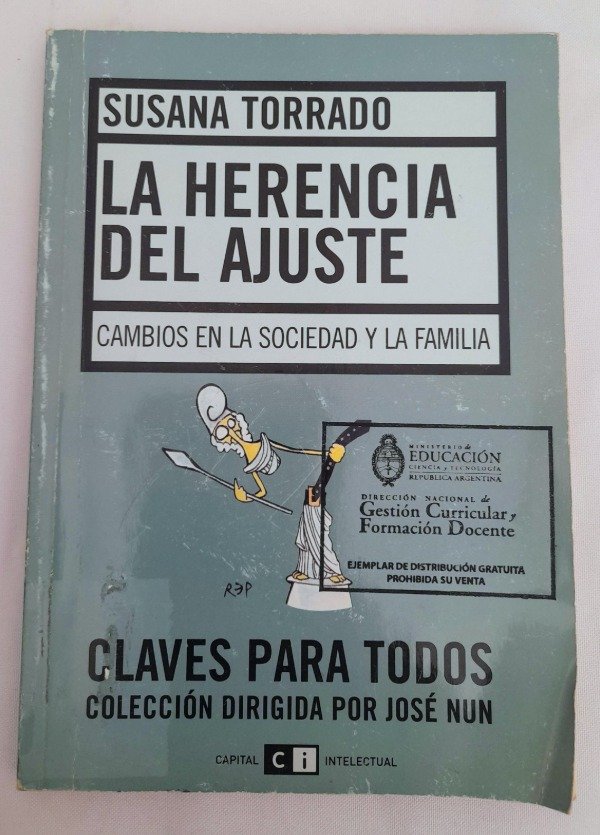 SUSANA TORRADO
LA HERENCIA
DEL AJUSTE
CAMBIOS EN LA SOCIEDAD Y LA FAMILIA
MINISTERIO de
EDUCACIÓN
CIENCIA y TECNOLOGÍA
REPUBLICA ARGENTINA
DIRECCIÓN NACIONAL de
Gestión Curricular y
Formación Docente
EJEMPLAR DE DISTRIBUCIÓN GRATUITA
PROHIBIDA SU VENTA
REP
CLAVES PARA TODOS
COLECCIÓN DIRIGIDA POR JOSÉ NUN
CAPITAL Ci INTELECTUAL